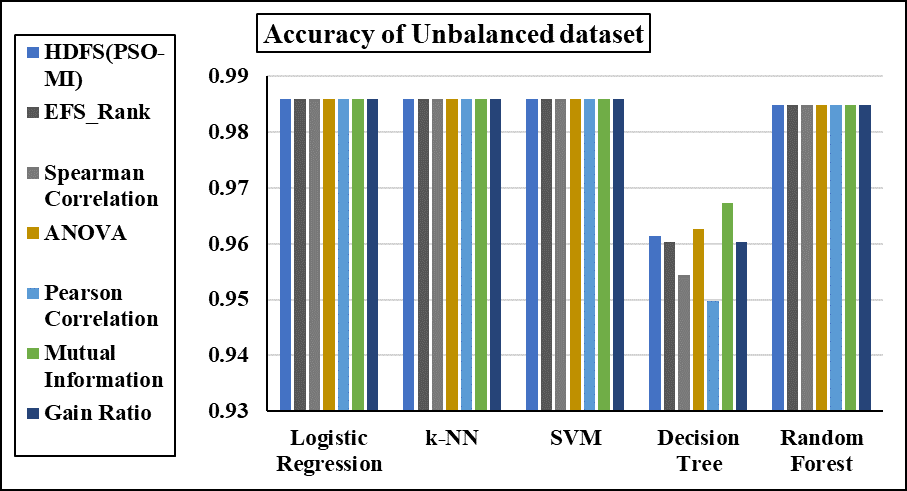 Accuracy of Unbalanced dataset
HDFS(PSO-
MI)
EFS_Rank
Spearman
Correlation
ANOVA
Pearson
Correlation
Mutual
Information
Gain Ratio
0.99
0.98
0.97
0.96
0.95
0.94
0.93
Logistic
Regression
k-NN
SVM
Decision
Tree
Random
Forest